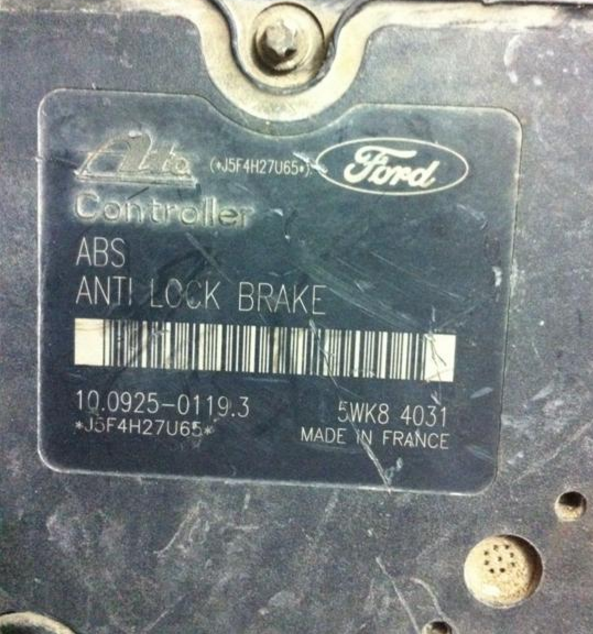 Ate (*J5F4H27U65*) Ford
Controller
ABS
ANTI LOCK BRAKE
10.0925-0119.3 5WK8 4031
*J5F4H27U65* MADE IN FRANCE